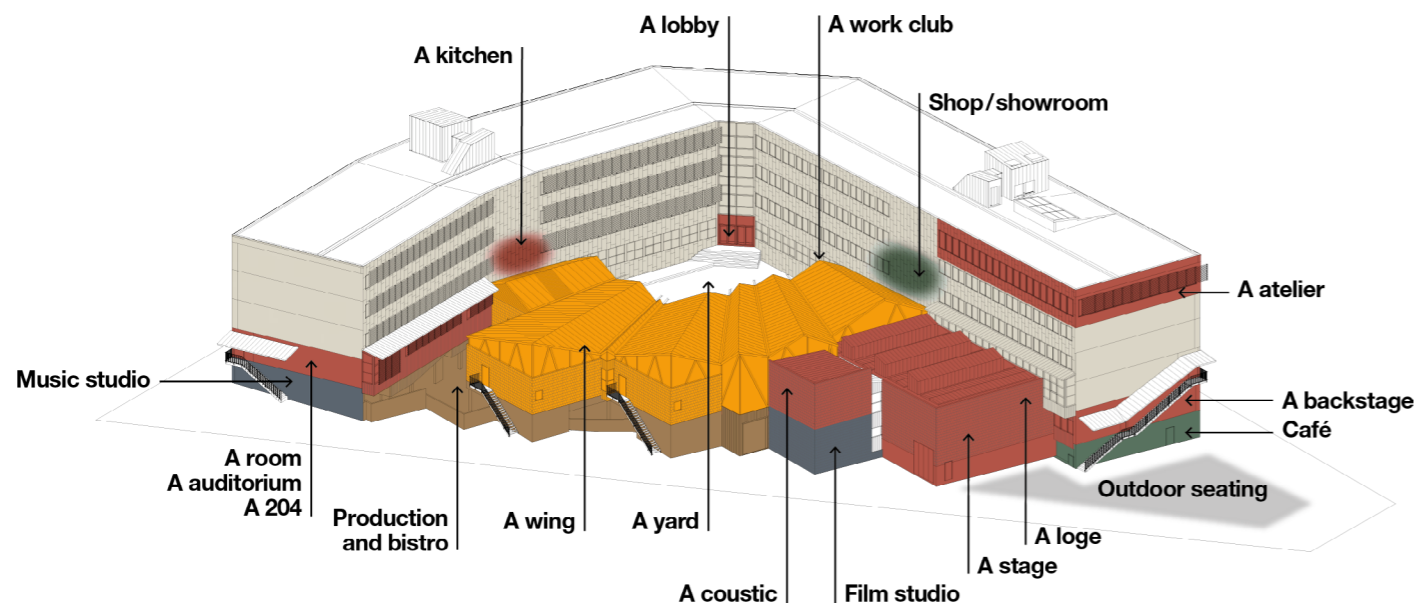 A lobby
A work club
A kitchen
Shop/showroom
A atelier
Music studio
A backstage
Café
A room
A auditorium
A 204
Production
and bistro
A wing
A yard
Outdoor seating
A loge
A stage
A coustic
Film studio